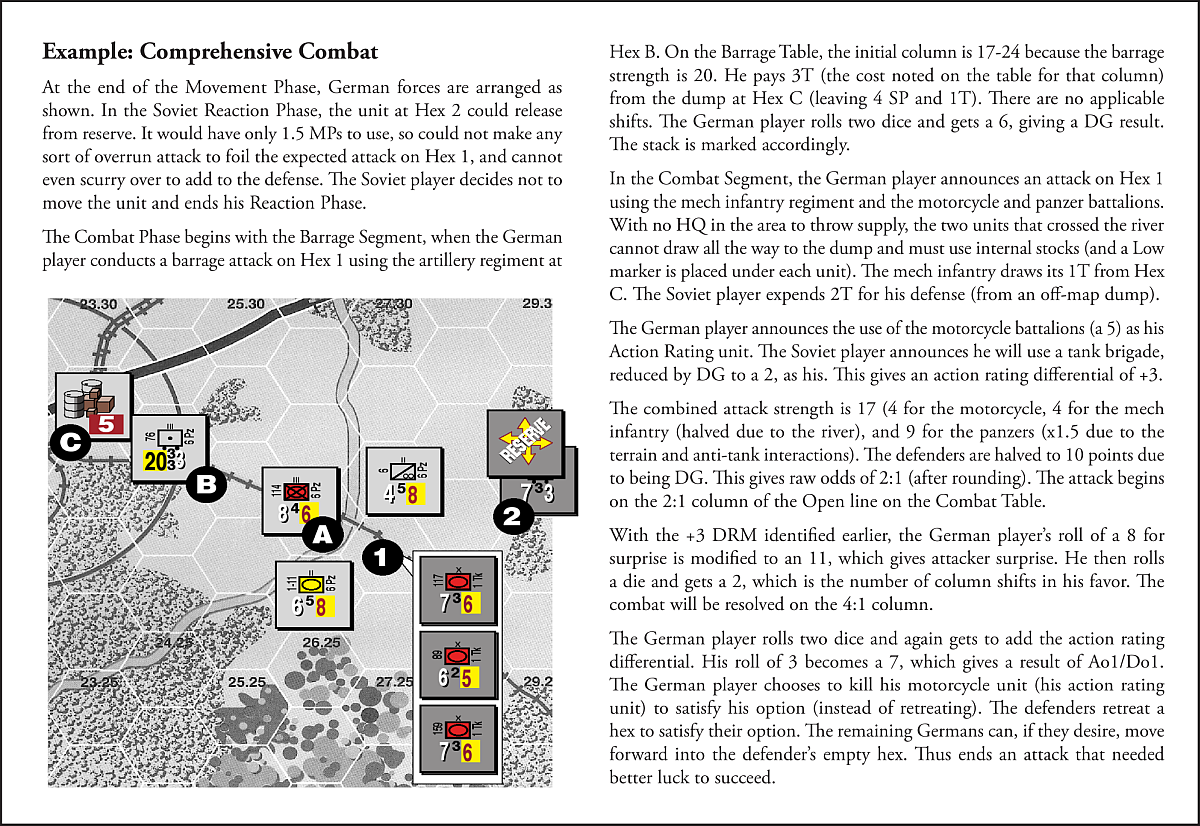 Example: Comprehensive Combat
At the end of the Movement Phase, German forces are arranged as
shown. In the Soviet Reaction Phase, the unit at Hex 2 could release
from reserve. It would have only 1.5 MPs to use, so could not make any
sort of overrun attack to foil the expected attack on Hex 1, and cannot
even scurry over to add to the defense. The Soviet player decides not to
move the unit and ends his Reaction Phase.
The Combat Phase begins with the Barrage Segment, when the German
player conducts a barrage attack on Hex 1 using the artillery regiment at
23.30
25.30
27.30
29.3
5
C
76
III
6 Pz
20
3
3
3
B
114
III
6 Pz
8
4
6
A
6
II
6 Pz
4
5
8
RESERVE
7
3
3
2
1
1-11
II
6 Pz
6
5
8
117
X
1 Tk
7
3
6
89
X
1 Tk
6
2
5
159
X
1 Tk
7
3
6
24.25
26.25
23.25
25.25
27.25
29.2
Hex B. On the Barrage Table, the initial column is 17-24 because the barrage
strength is 20. He pays 3T (the cost noted on the table for that column)
from the dump at Hex C (leaving 4 SP and 1T). There are no applicable
shifts. The German player rolls two dice and gets a 6, giving a DG result.
The stack is marked accordingly.
In the Combat Segment, the German player announces an attack on Hex 1
using the mech infantry regiment and the motorcycle and panzer battalions.
With no HQ in the area to throw supply, the two units that crossed the river
cannot draw all the way to the dump and must use internal stocks (and a Low
marker is placed under each unit). The mech infantry draws its 1T from Hex
C. The Soviet player expends 2T for his defense (from an off-map dump).
The German player announces the use of the motorcycle battalions (a 5) as his
Action Rating unit. The Soviet player announces he will use a tank brigade,
reduced by DG to a 2, as his. This gives an action rating differential of +3.
The combined attack strength is 17 (4 for the motorcycle, 4 for the mech
infantry (halved due to the river), and 9 for the panzers (x1.5 due to the
terrain and anti-tank interactions). The defenders are halved to 10 points due
to being DG. This gives raw odds of 2:1 (after rounding). The attack begins
on the 2:1 column of the Open line on the Combat Table.
With the +3 DRM identified earlier, the German player's roll of a 8 for
surprise is modified to an 11, which gives attacker surprise. He then rolls
a die and gets a 2, which is the number of column shifts in his favor. The
combat will be resolved on the 4:1 column.
The German player rolls two dice and again gets to add the action rating
differential. His roll of 3 becomes a 7, which gives a result of Ao1/Do1.
The German player chooses to kill his motorcycle unit (his action rating
unit) to satisfy his option (instead of retreating). The defenders retreat a
hex to satisfy their option. The remaining Germans can, if they desire, move
forward into the defender's empty hex. Thus ends an attack that needed
better luck to succeed.